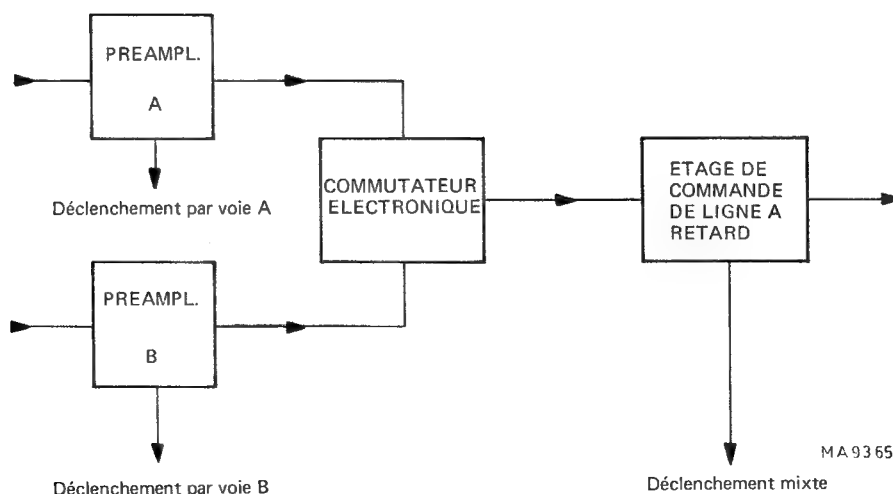 PREAMPL.
A
Déclenchement par voie A
COMMUTATEUR
ELECTRONIQUE
ETAGE DE
COMMANDE
DE LIGNE A
RETARD
PREAMPL.
B
Déclenchement par voie B
MA9365
Déclenchement mixte